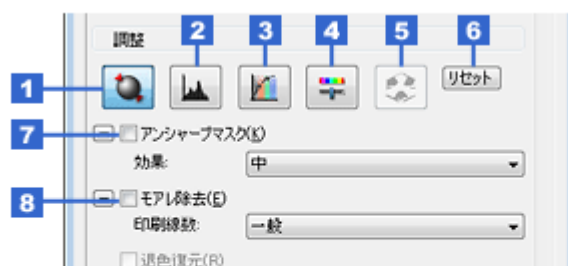 調整
2 3 4 5 6
1
リセット
7 アンシャープマスク(K)
効果: 中
8 モアレ除去(E)
印刷線数: 一般
退色復元(R)